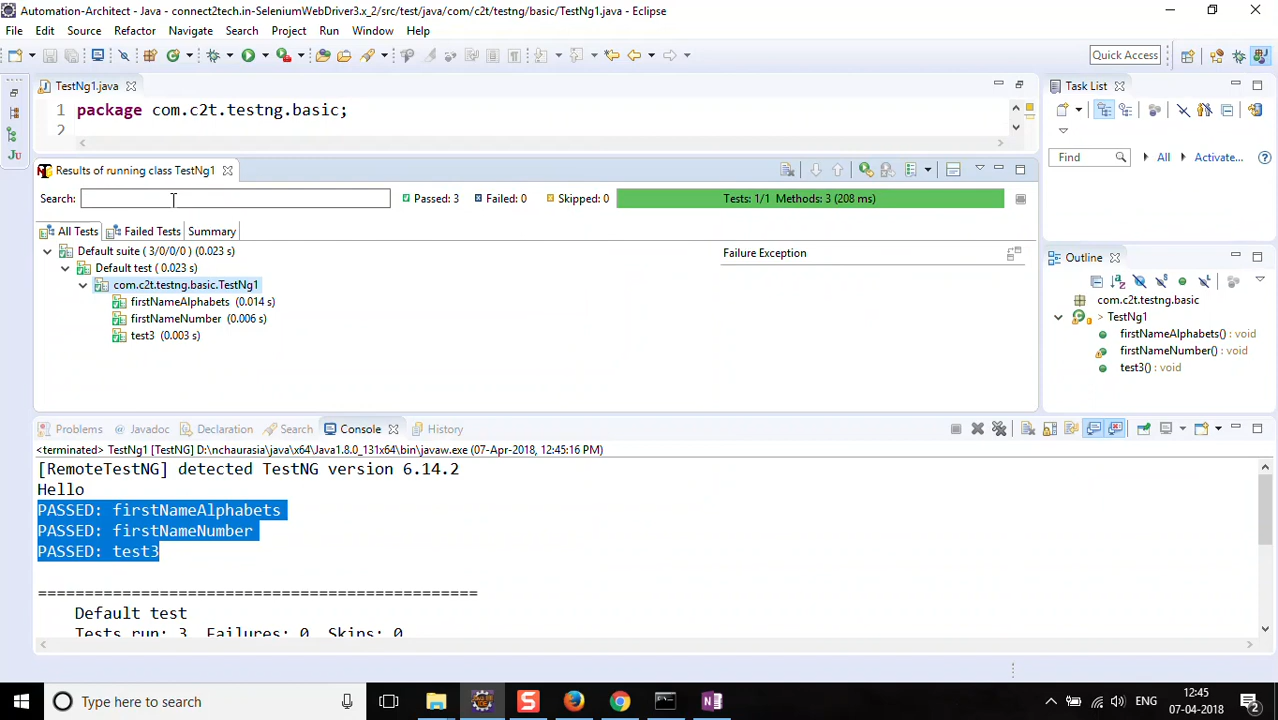 Automation-Architect - Java - connect2tech.in-SeleniumWebDriver3.x_2/src/test/java/com/c2t/testng/basic/TestNg1.java - Eclipse
File Edit Source Refactor Navigate Search Project Run Window Help
Quick Access
TestNg1.java
1 package com.c2t.testng.basic;
2
Task List
Find All Activate...
Results of running class TestNg1
Search: Passed: 3 Failed: 0 Skipped: 0 Tests: 1/1 Methods: 3 (208 ms)
All Tests Failed Tests Summary
Default suite ( 3/0/0/0 ) (0.023 s)
Default test ( 0.023 s)
com.c2t.testng.basic.TestNg1
firstNameAlphabets (0.014 s)
firstNameNumber (0.006 s)
test3 (0.003 s)
Failure Exception
Outline
com.c2t.testng.basic
> TestNg1
firstNameAlphabets() : void
firstNameNumber() : void
test3() : void
Problems Javadoc Declaration Search Console History
<terminated> TestNg1 [TestNG] D:\nchaurasia\java\x64\Java1.8.0_131x64\bin\javaw.exe (07-Apr-2018, 12:45:16 PM)
[RemoteTestNG] detected TestNG version 6.14.2
Hello
PASSED: firstNameAlphabets
PASSED: firstNameNumber
PASSED: test3
===============================================
Default test
Tests run: 3, Failures: 0, Skips: 0
Type here to search
ENG
12:45
07-04-2018
2